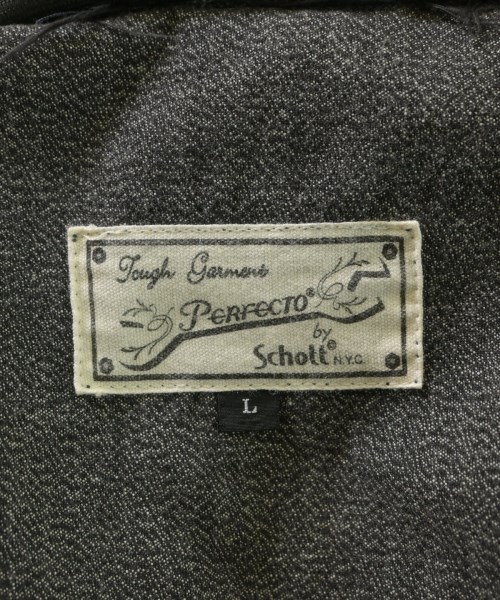 Tough Garment
PERFECTO®
by
Schott® N.Y.C.
L